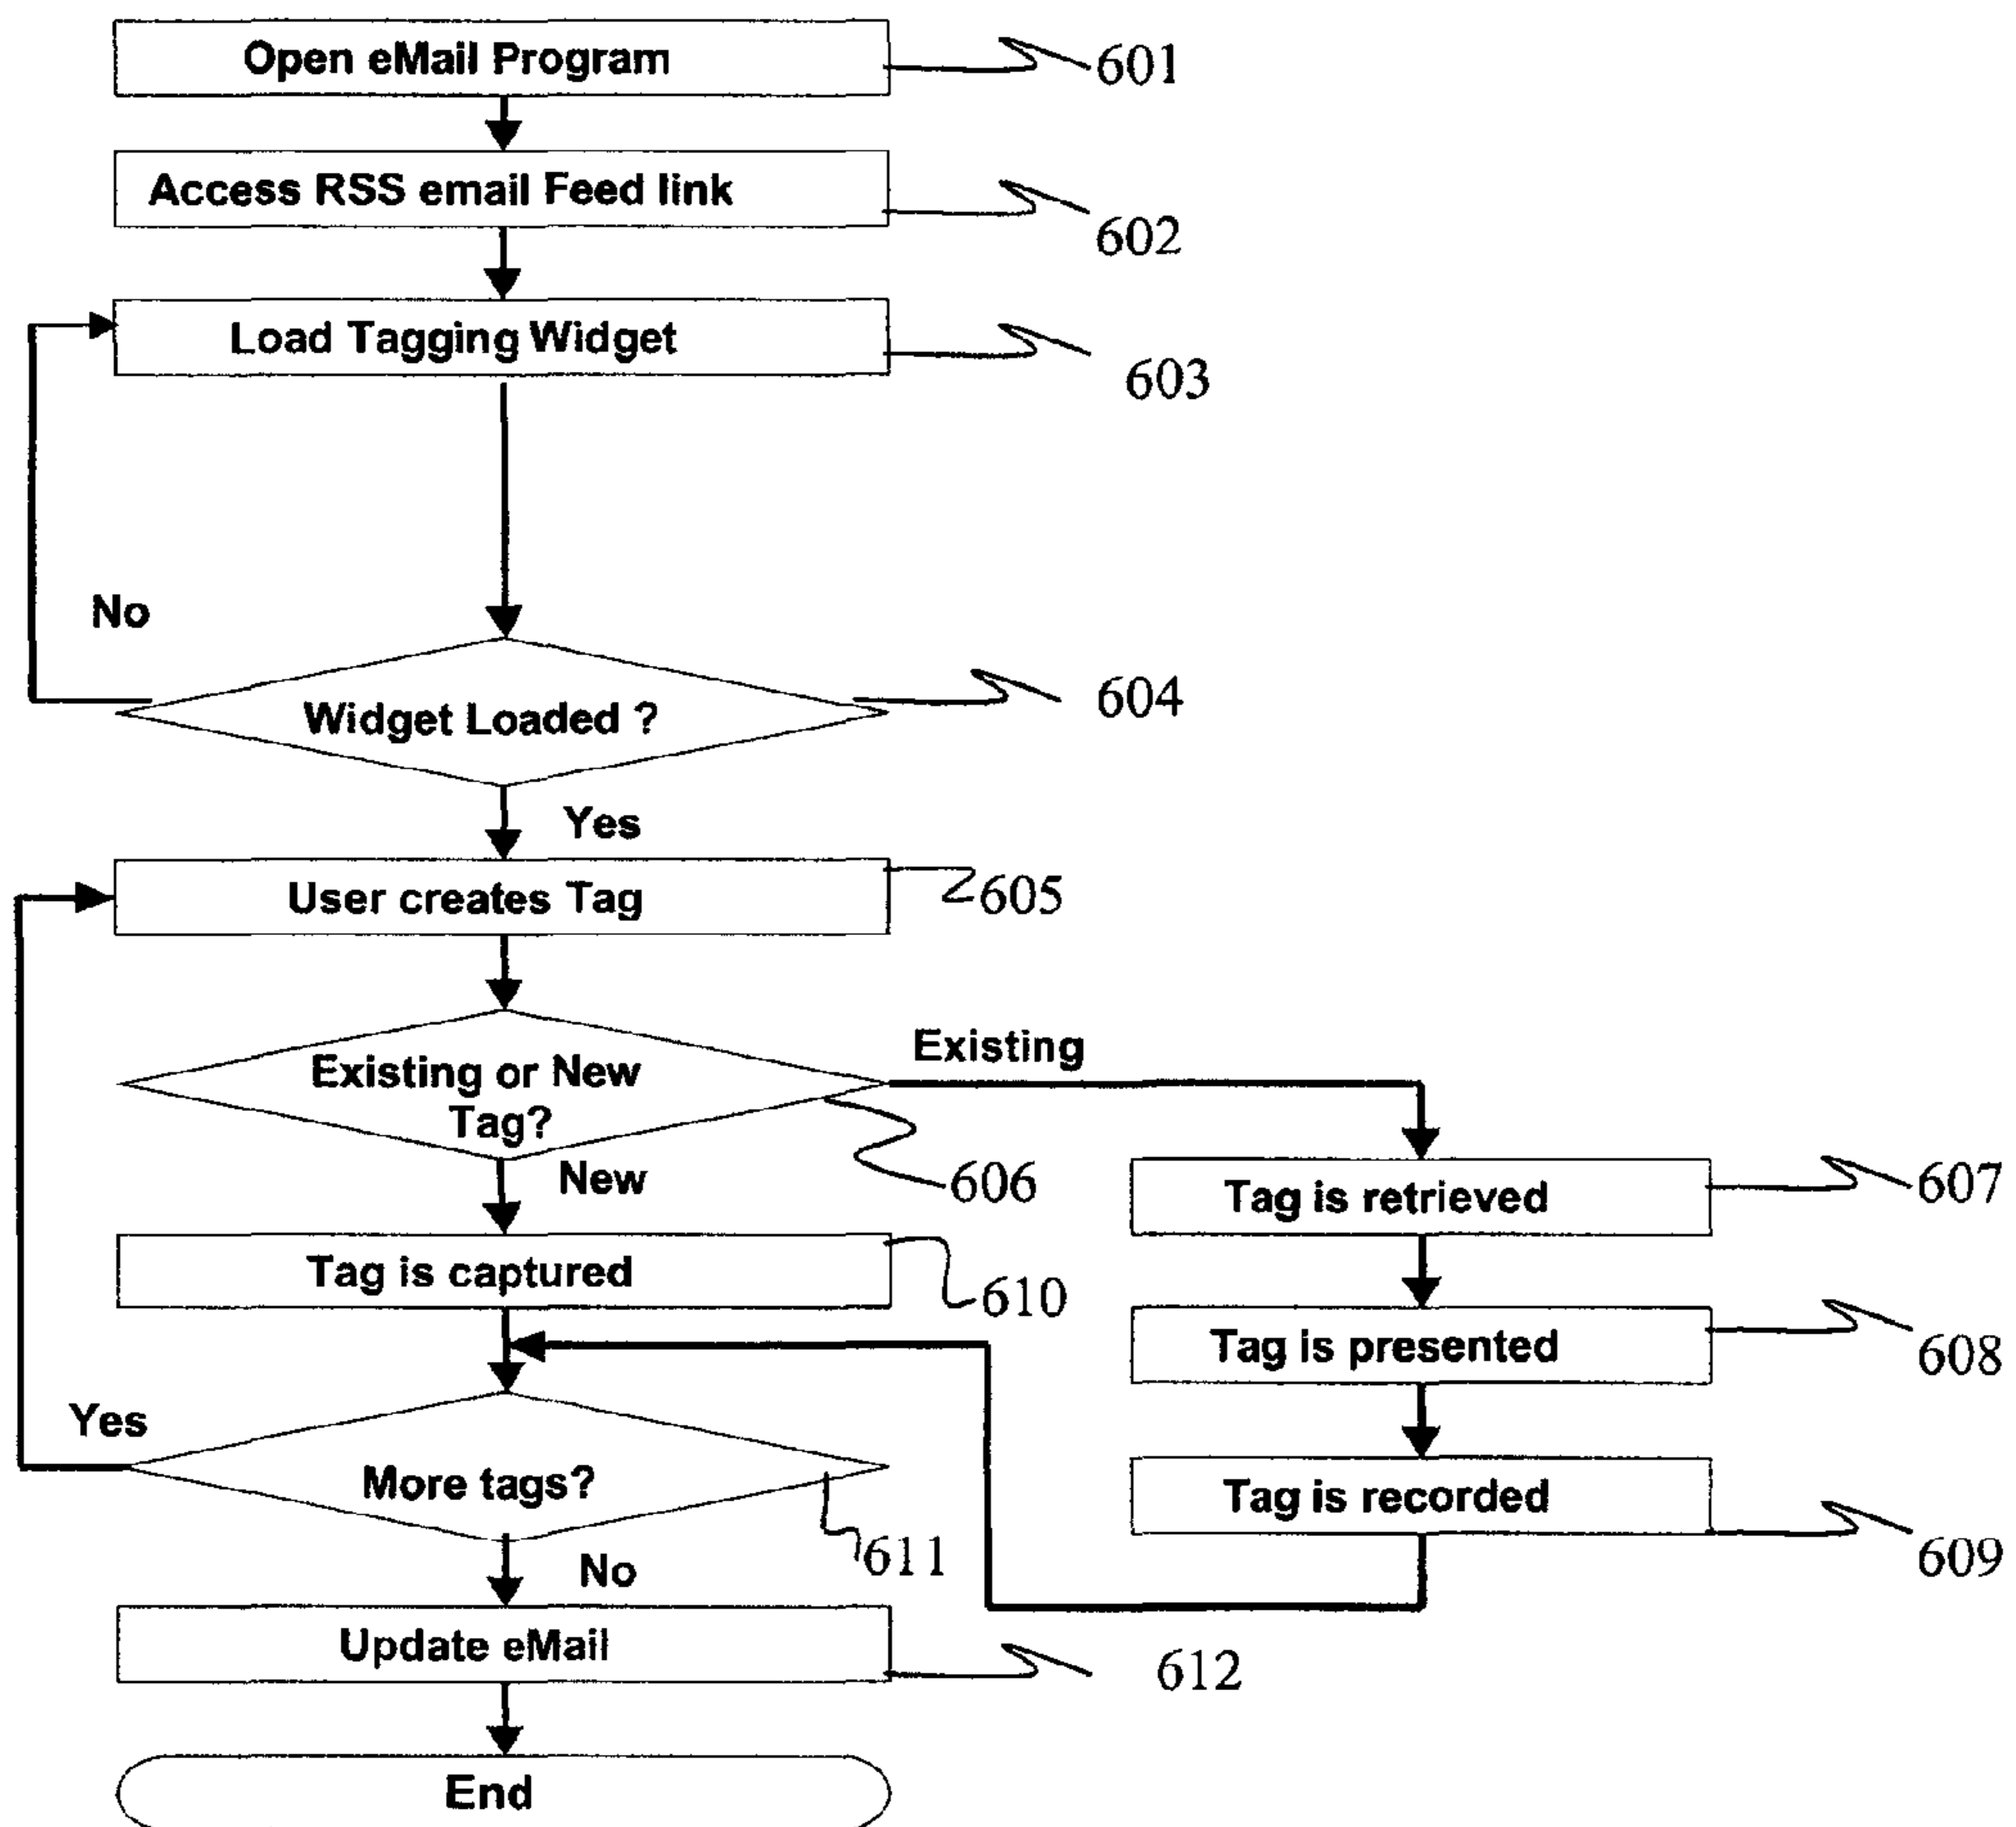 Open eMail Program
601
Access RSS email Feed link
602
Load Tagging Widget
603
No
Widget Loaded ?
604
Yes
User creates Tag
605
Existing or New
Tag?
Existing
606
New
Tag is retrieved
607
Tag is captured
610
Tag is presented
608
Yes
More tags?
611
Tag is recorded
609
No
Update eMail
612
End